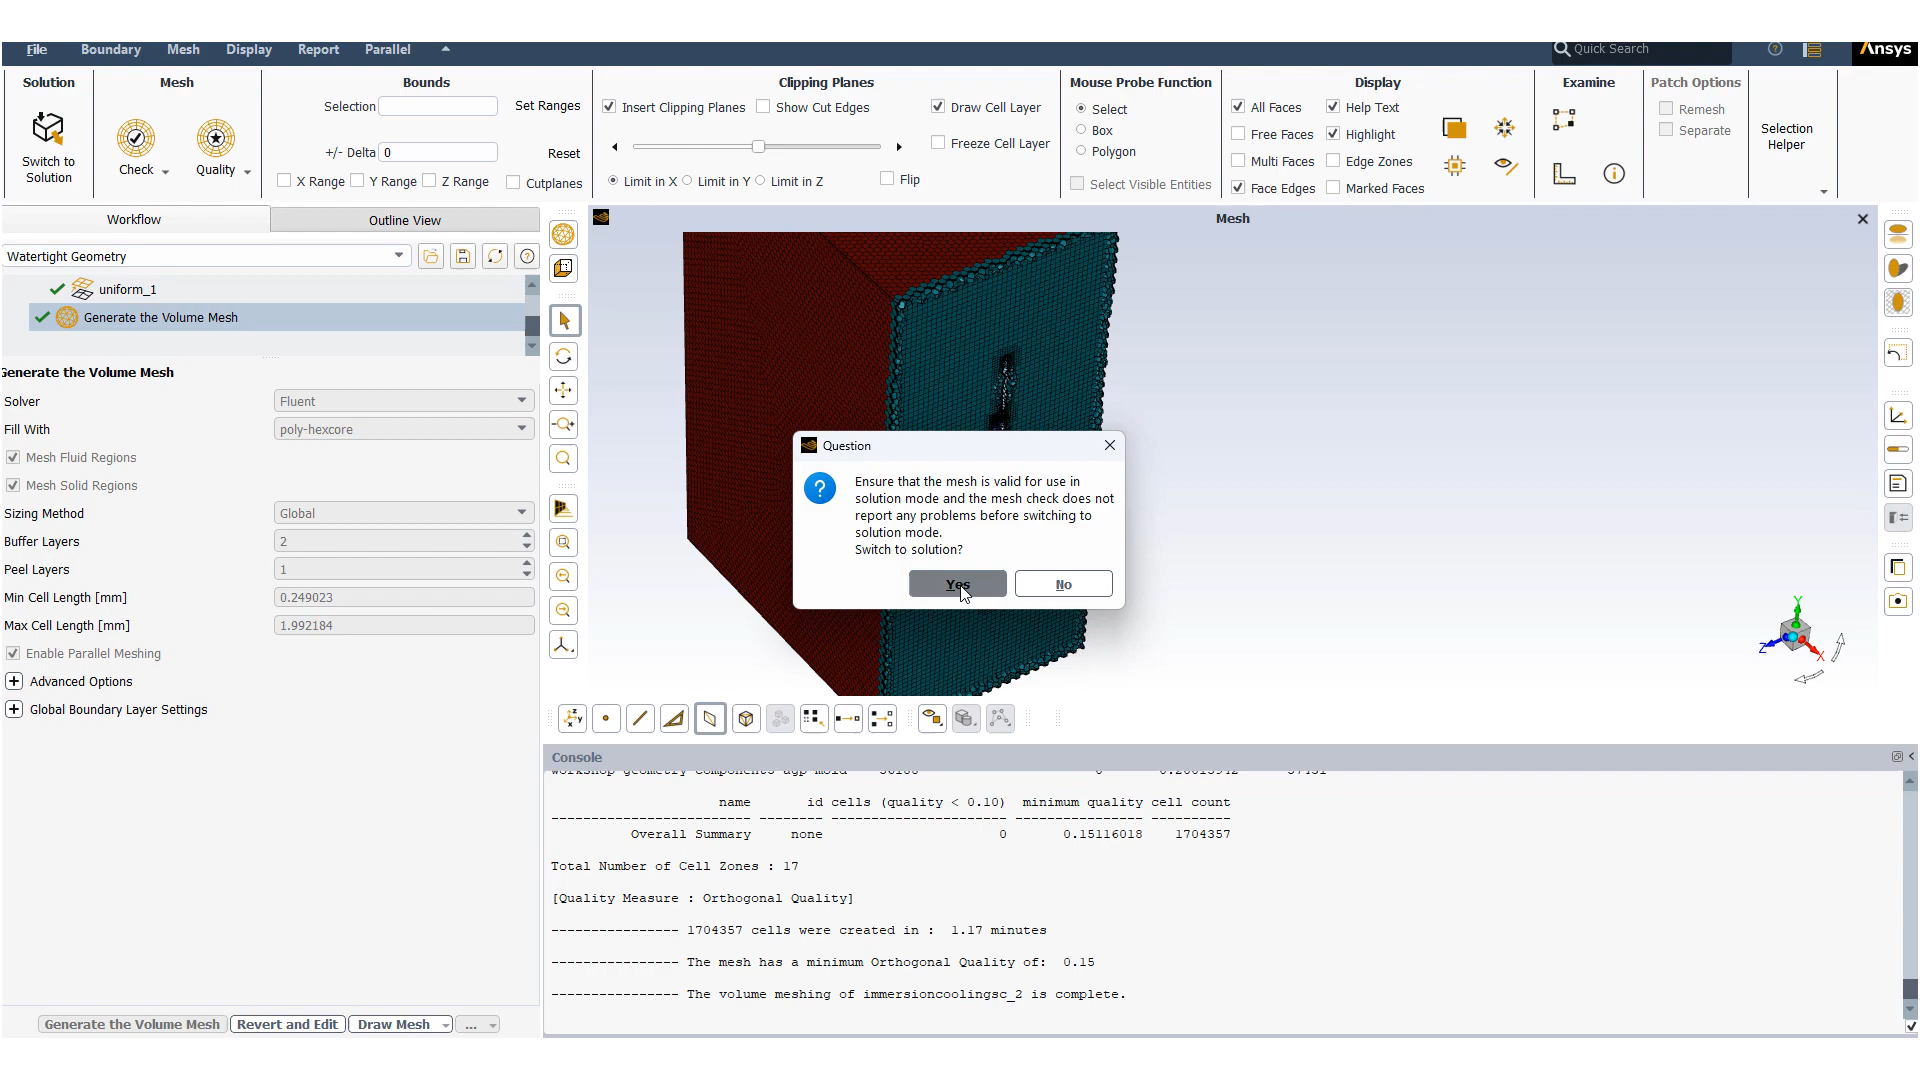 File Boundary Mesh Display Report Parallel
Quick Search
Ansys
Solution
Switch to
Solution
Mesh
Check
Quality
Bounds
Selection
Set Ranges
+/- Delta 0
Reset
X Range Y Range Z Range Cutplanes
Clipping Planes
Insert Clipping Planes Show Cut Edges Draw Cell Layer
Freeze Cell Layer
Limit in X Limit in Y Limit in Z Flip
Mouse Probe Function
Select
Box
Polygon
Select Visible Entities
Display
All Faces Help Text
Free Faces Highlight
Multi Faces Edge Zones
Face Edges Marked Faces
Examine
Patch Options
Remesh
Separate
Selection
Helper
Workflow Outline View
Watertight Geometry
uniform_1
Generate the Volume Mesh
Generate the Volume Mesh
Solver Fluent
Fill With poly-hexcore
Mesh Fluid Regions
Mesh Solid Regions
Sizing Method Global
Buffer Layers 2
Peel Layers 1
Min Cell Length [mm] 0.249023
Max Cell Length [mm] 1.992184
Enable Parallel Meshing
Advanced Options
Global Boundary Layer Settings
Generate the Volume Mesh Revert and Edit Draw Mesh ...
Mesh
Question
Ensure that the mesh is valid for use in
solution mode and the mesh check does not
report any problems before switching to
solution mode.
Switch to solution?
Yes No
Y
Z
X
Console
name id cells (quality < 0.10) minimum quality cell count
------------------------- -------- ---------------------- ---------------- ----------
Overall Summary none 0 0.15116018 1704357
Total Number of Cell Zones : 17
[Quality Measure : Orthogonal Quality]
---------------- 1704357 cells were created in : 1.17 minutes
---------------- The mesh has a minimum Orthogonal Quality of: 0.15
---------------- The volume meshing of immersioncoolingsc_2 is complete.